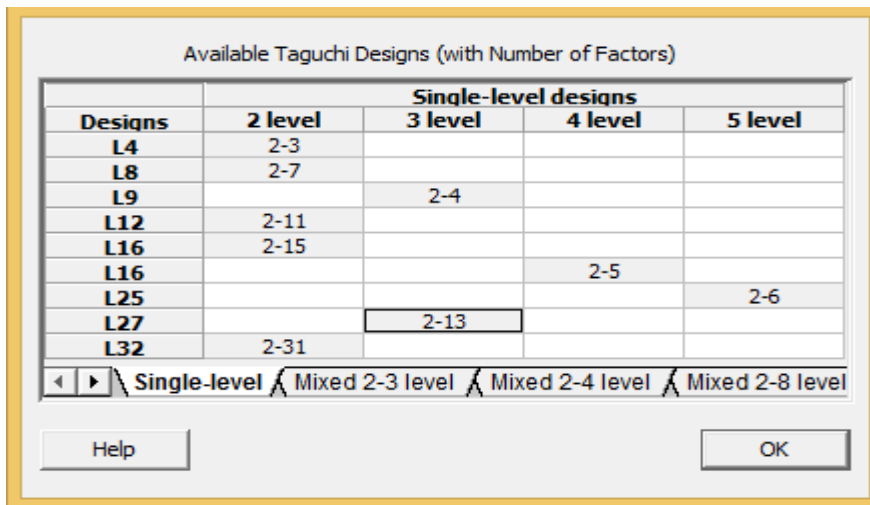 Available Taguchi Designs (with Number of Factors)
Single-level designs
Designs 2 level 3 level 4 level 5 level
L4 2-3
L8 2-7
L9 2-4
L12 2-11
L16 2-15
L16 2-5
L25 2-6
L27 2-13
L32 2-31
Single-level Mixed 2-3 level Mixed 2-4 level Mixed 2-8 level
Help OK